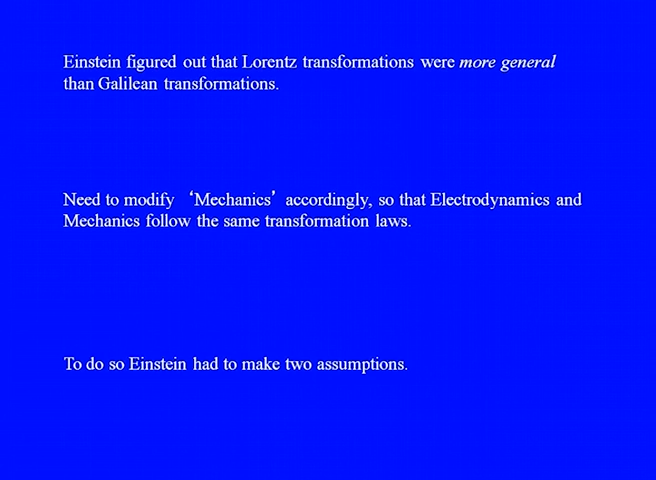 Einstein figured out that Lorentz transformations were more general
than Galilean transformations.
Need to modify ‘Mechanics’ accordingly, so that Electrodynamics and
Mechanics follow the same transformation laws.
To do so Einstein had to make two assumptions.